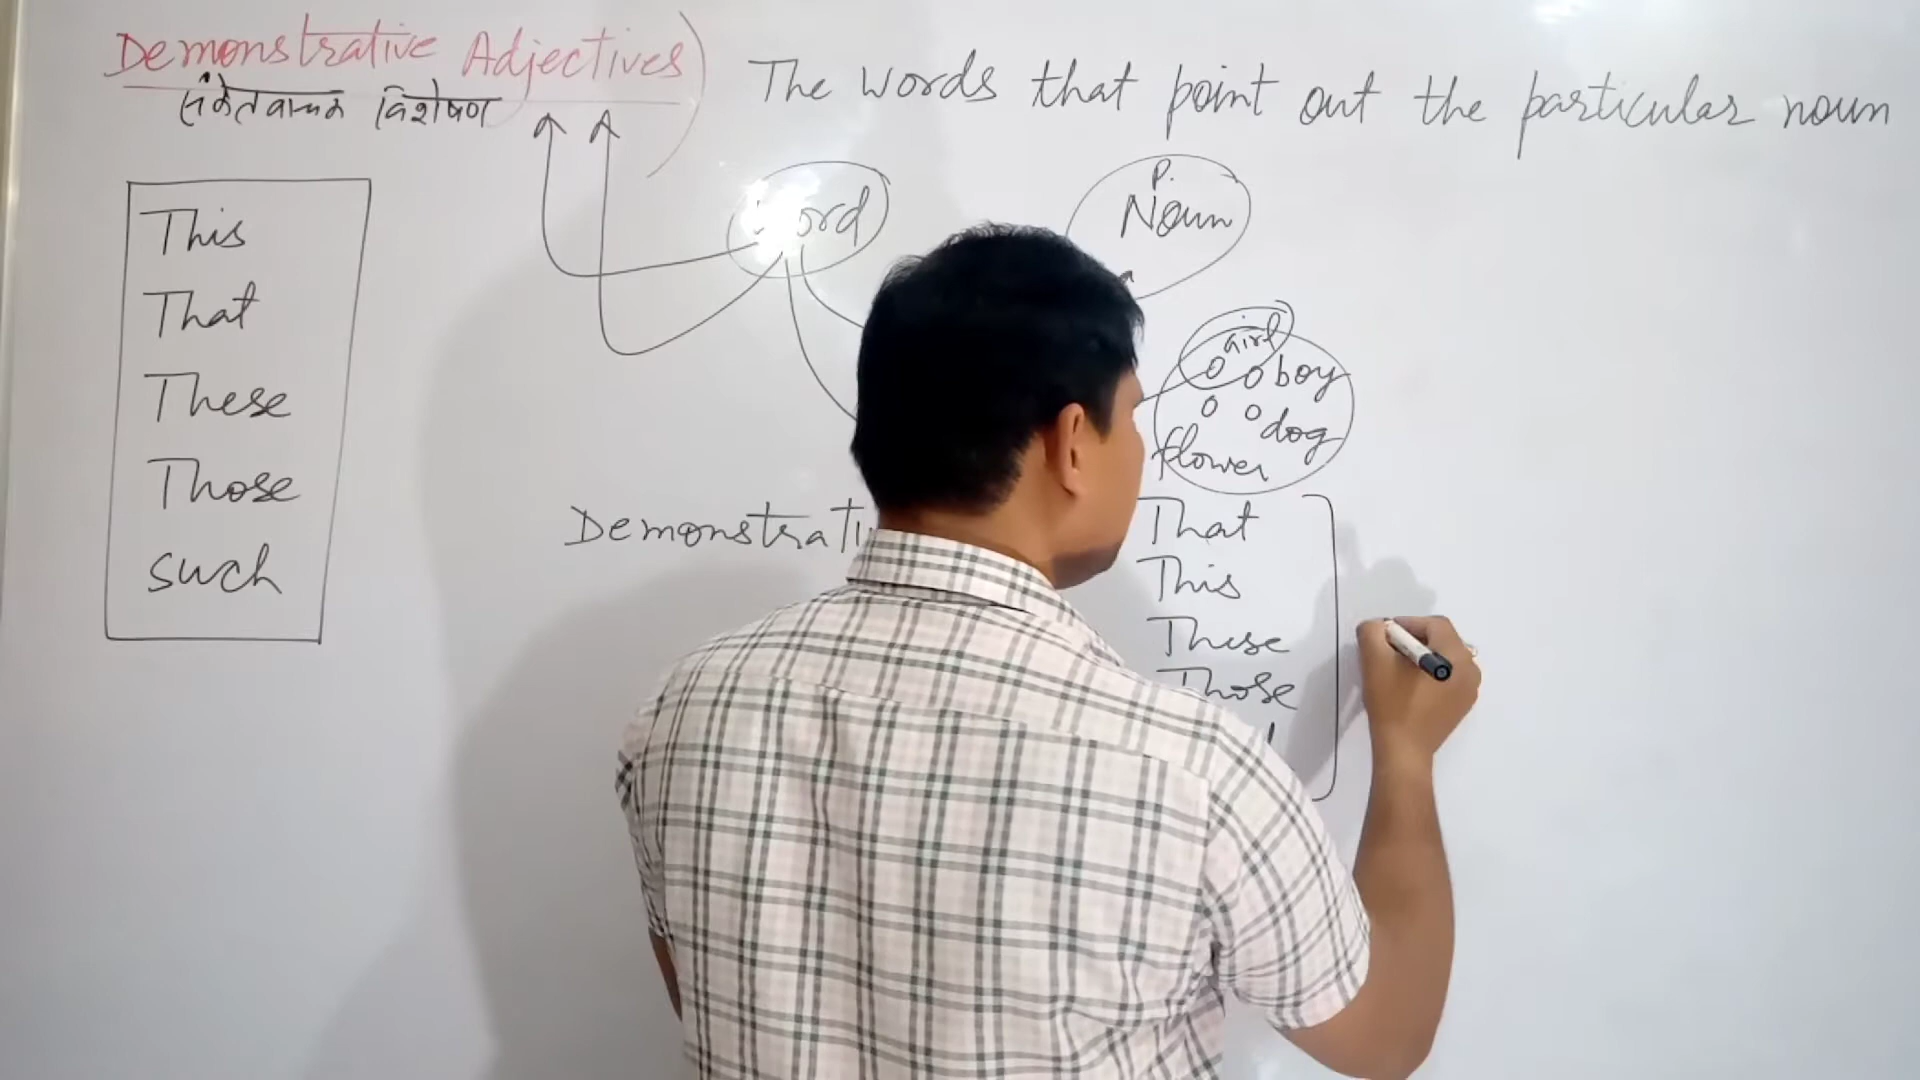 Demonstrative Adjectives
संकेतवाचक विशेषण
The words that point out the particular noun
This
That
These
Those
such
word
P.
Noun
girl
boy
dog
flower
That
This
These
Those